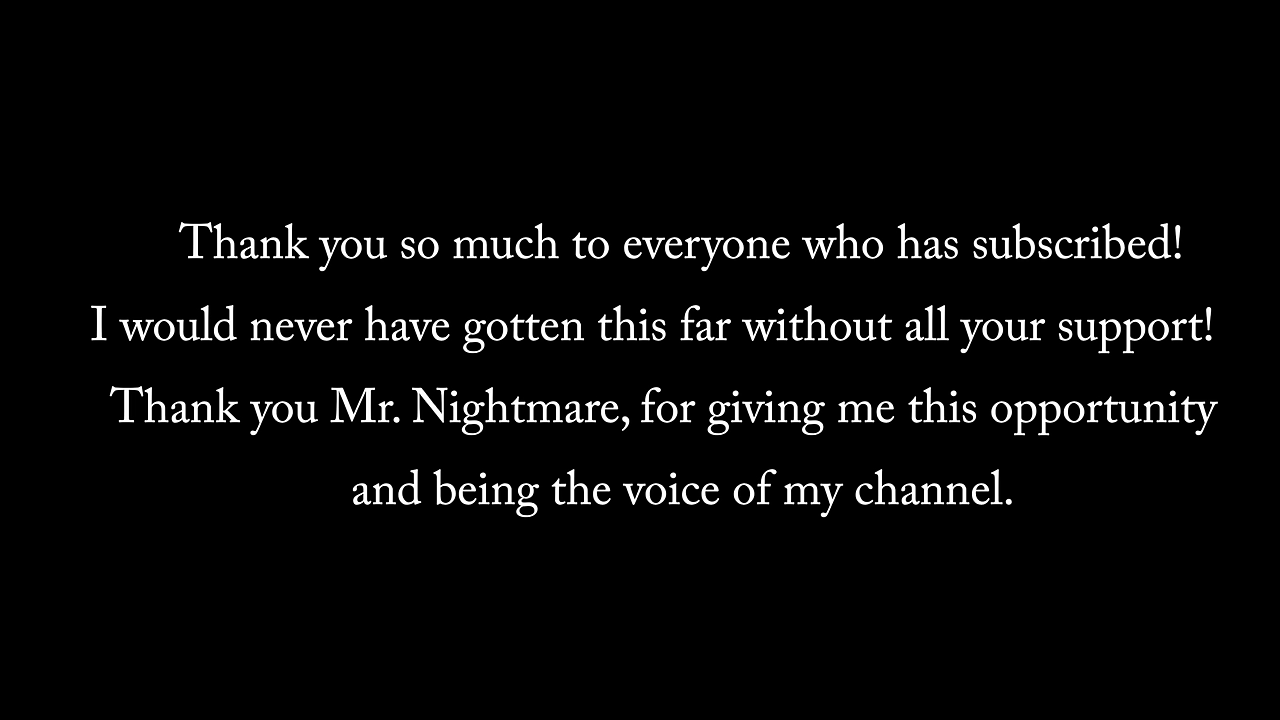 Thank you so much to everyone who has subscribed!
I would never have gotten this far without all your support!
Thank you Mr. Nightmare, for giving me this opportunity
and being the voice of my channel.